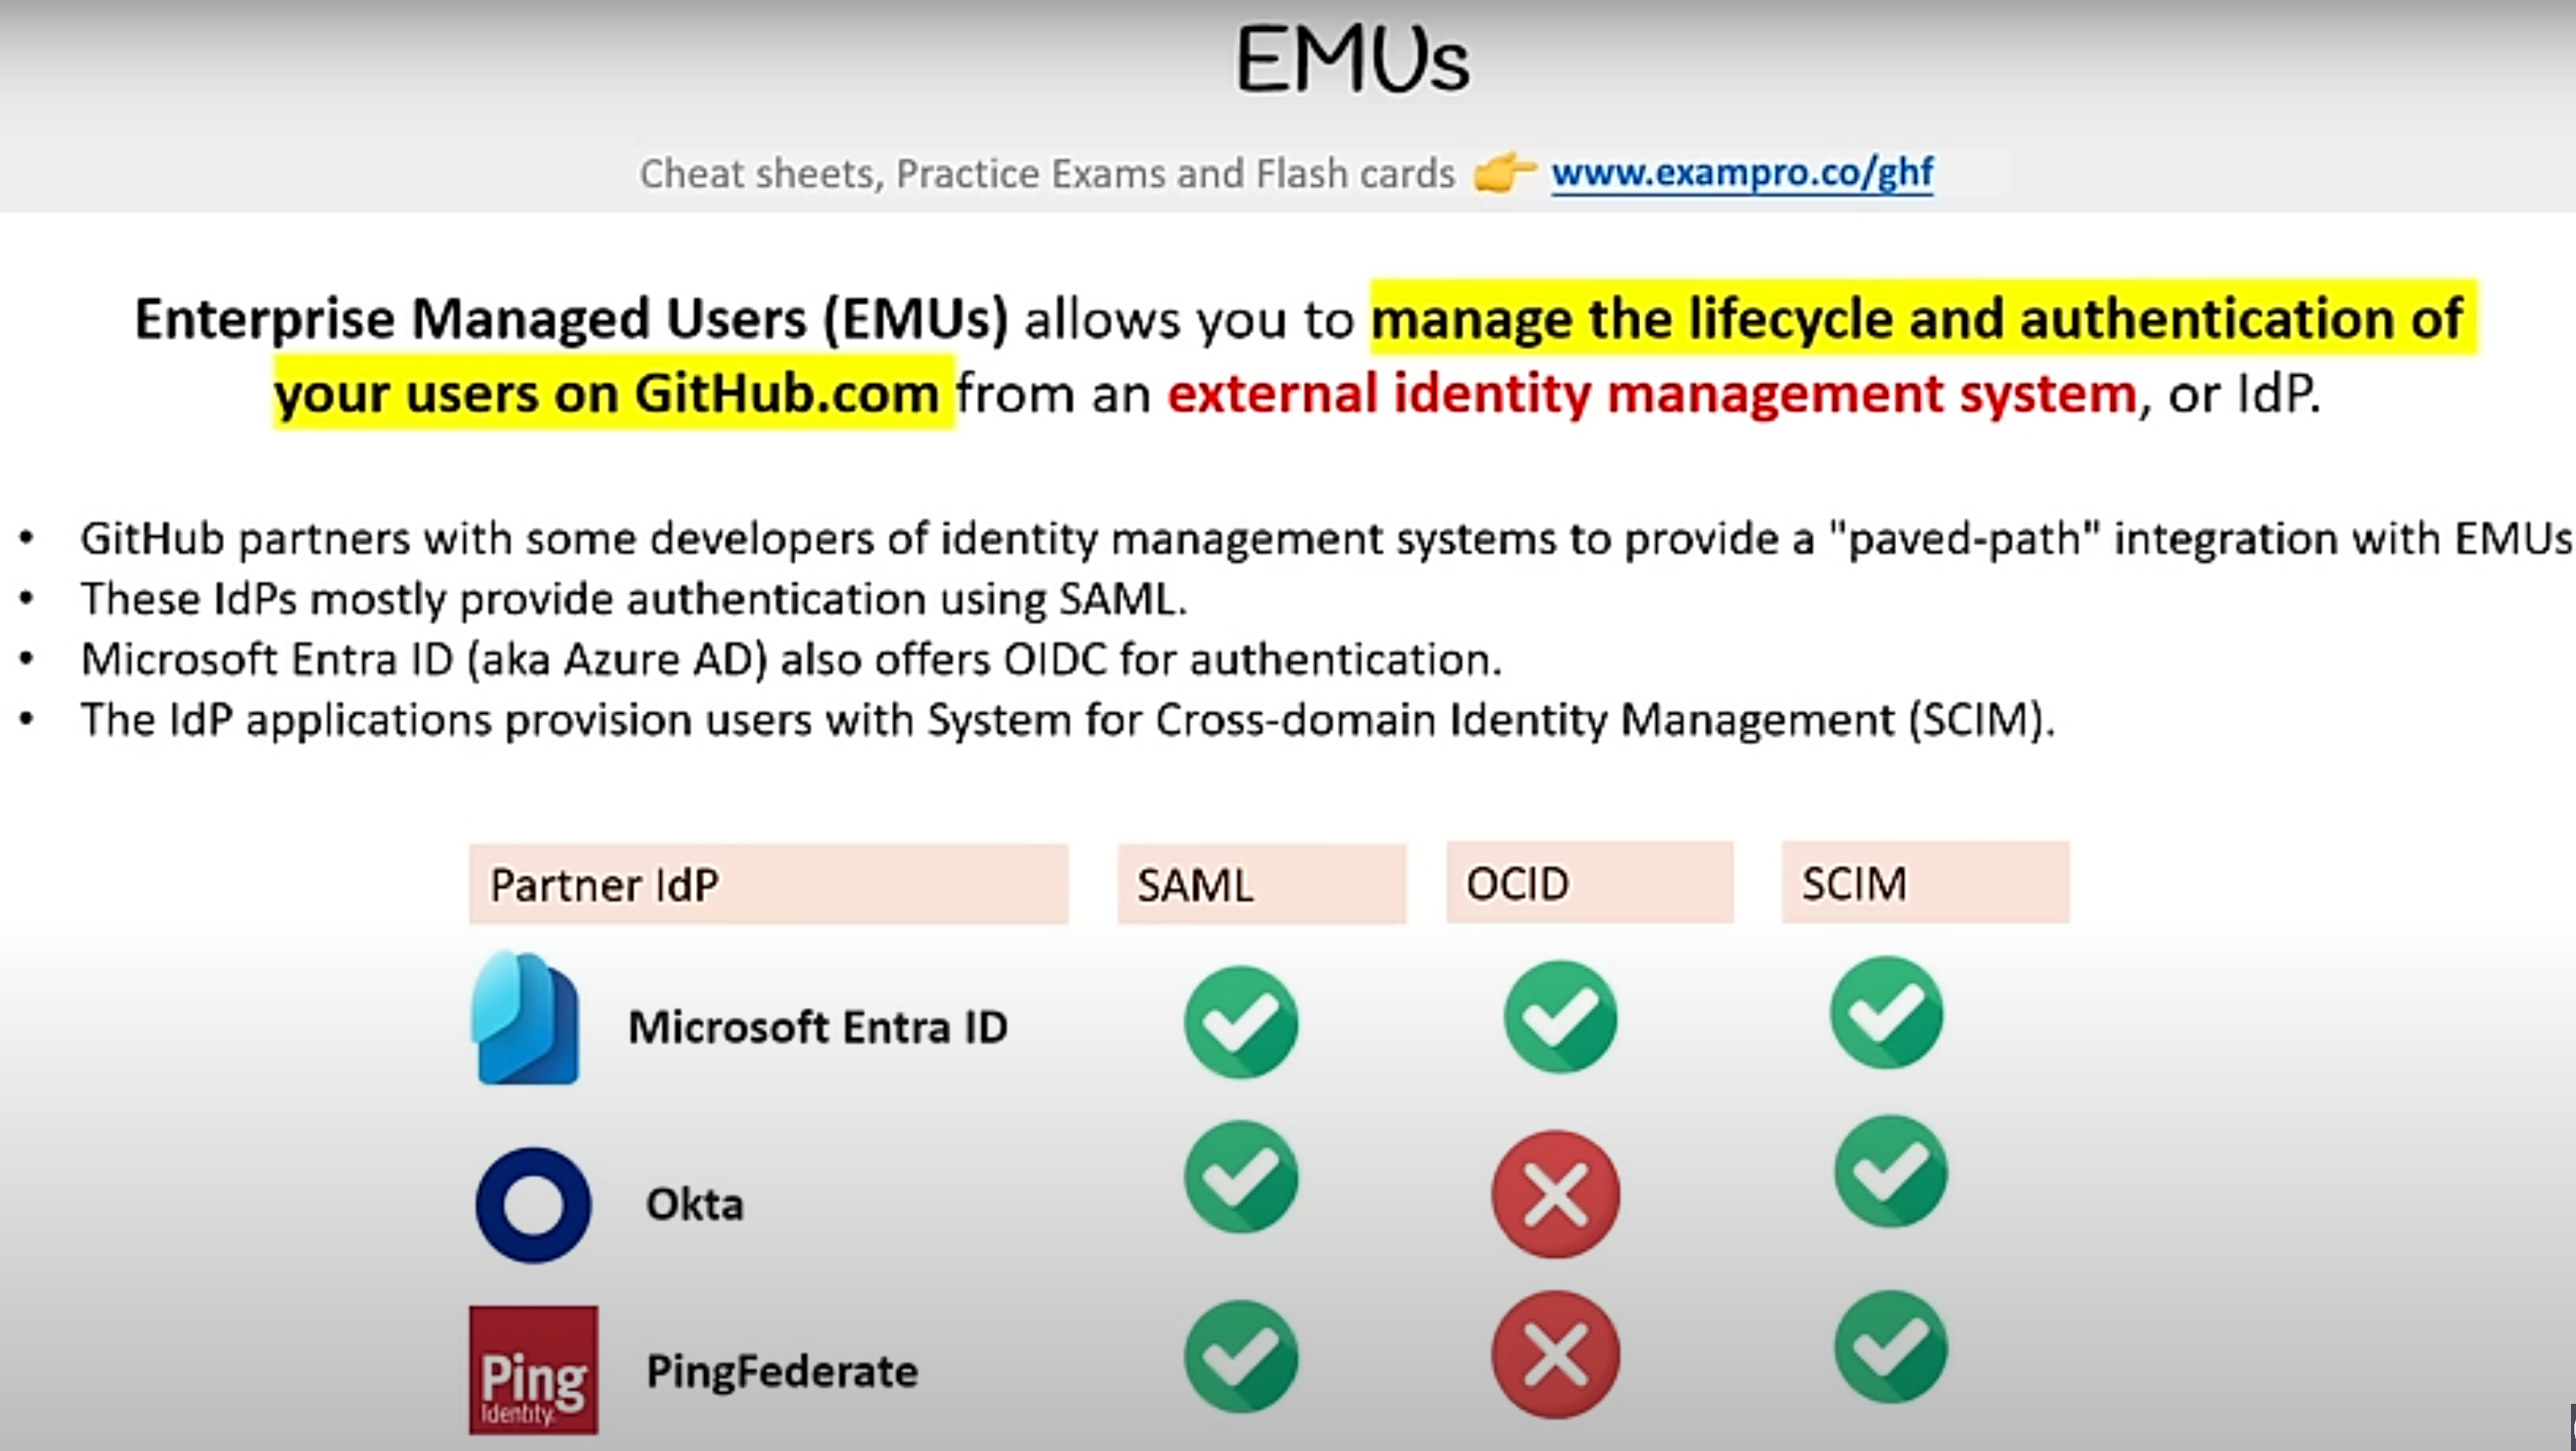 EMUs
Cheat sheets, Practice Exams and Flash cards 👉 www.exampro.co/ghf
Enterprise Managed Users (EMUs) allows you to manage the lifecycle and authentication of
your users on GitHub.com from an external identity management system, or IdP.
• GitHub partners with some developers of identity management systems to provide a "paved-path" integration with EMUs
• These IdPs mostly provide authentication using SAML.
• Microsoft Entra ID (aka Azure AD) also offers OIDC for authentication.
• The IdP applications provision users with System for Cross-domain Identity Management (SCIM).
Partner IdP SAML OCID SCIM
Microsoft Entra ID
Okta
Ping
Identity.
PingFederate